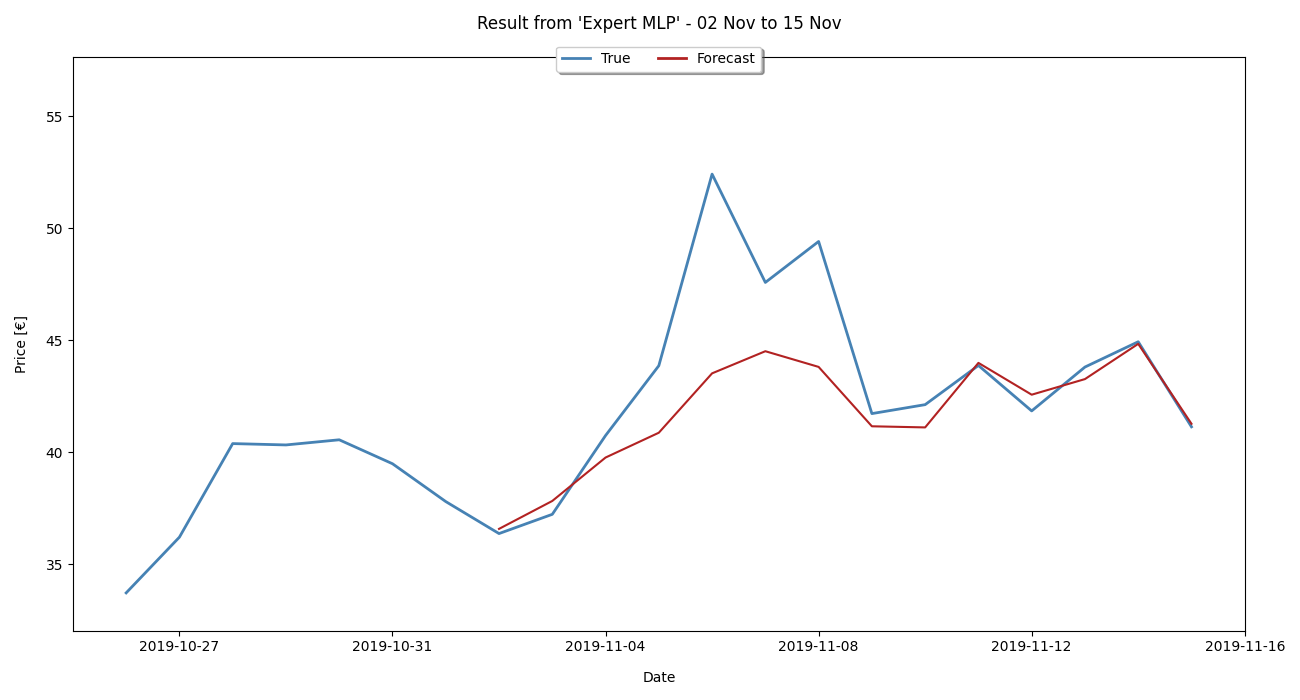 Result from 'Expert MLP' - 02 Nov to 15 Nov
True Forecast
55
50
45
40
35
Price [€]
2019-10-27 2019-10-31 2019-11-04 2019-11-08 2019-11-12 2019-11-16
Date